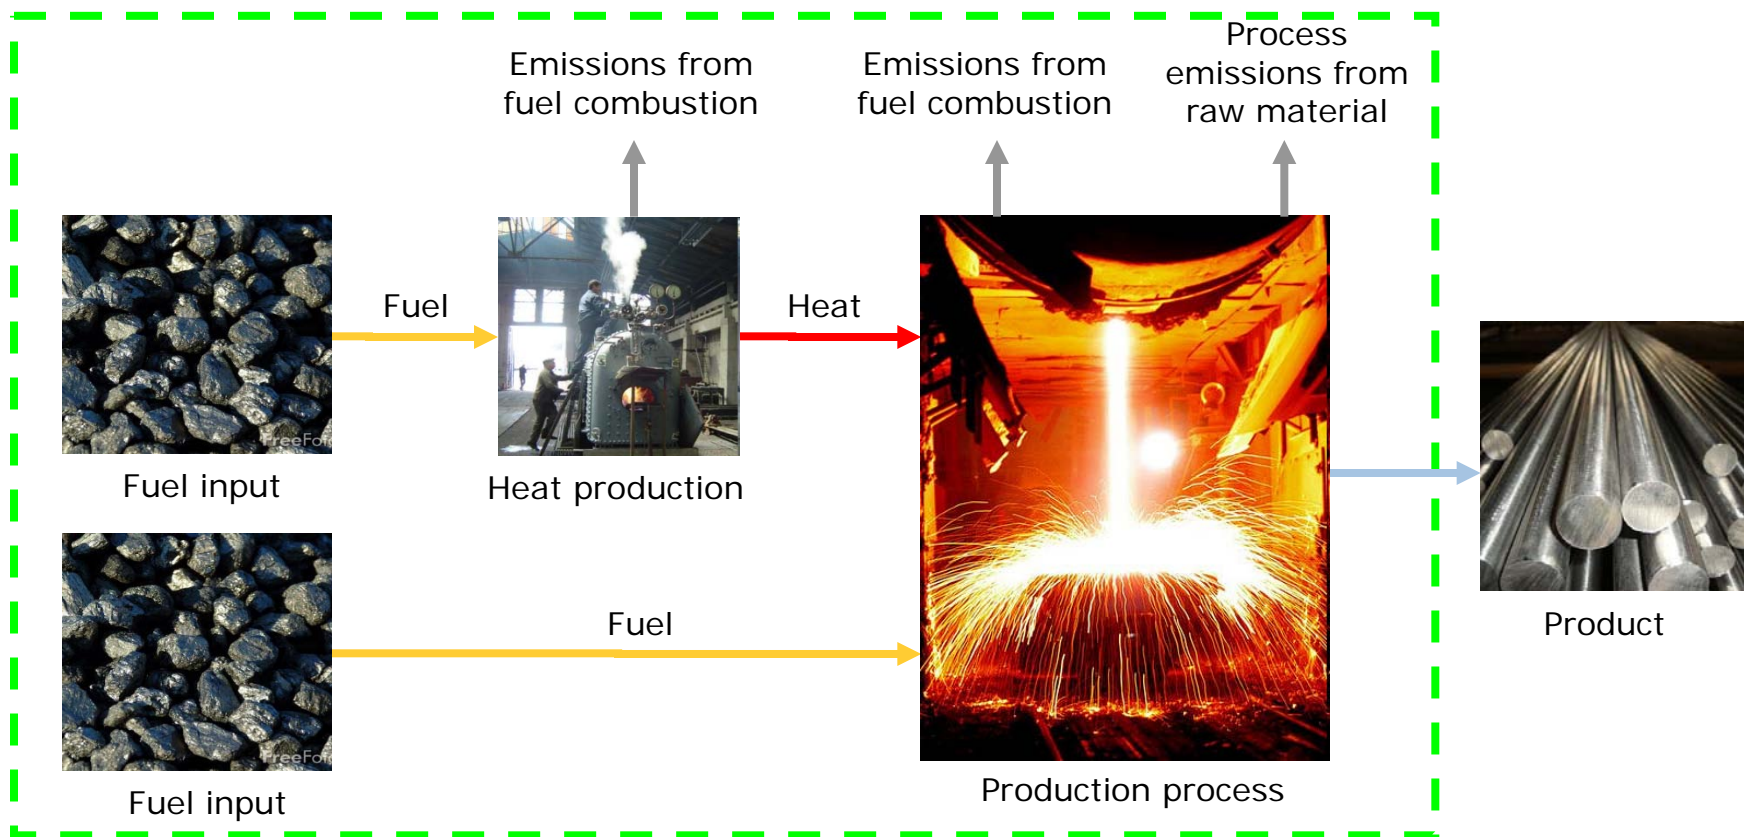 Emissions from
fuel combustion
Emissions from
fuel combustion
Process
emissions from
raw material
Fuel
Heat
Fuel input
Heat production
Fuel
Product
Fuel input
Production process